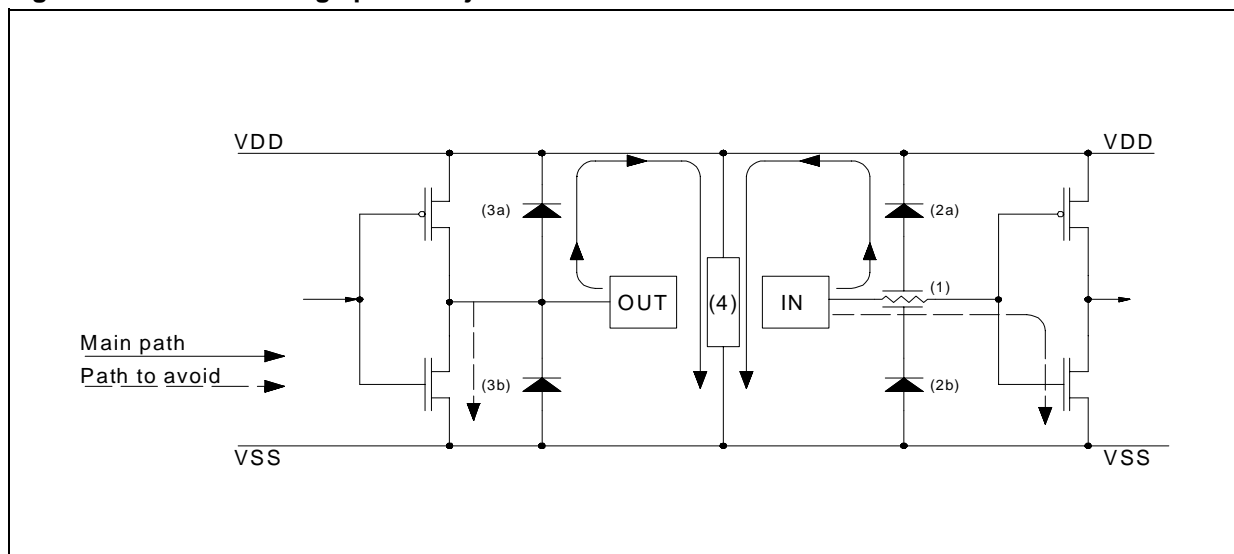 VDD
VDD
(3a)
(2a)
(1)
OUT
(4)
IN
Main path
Path to avoid
(3b)
(2b)
VSS
VSS